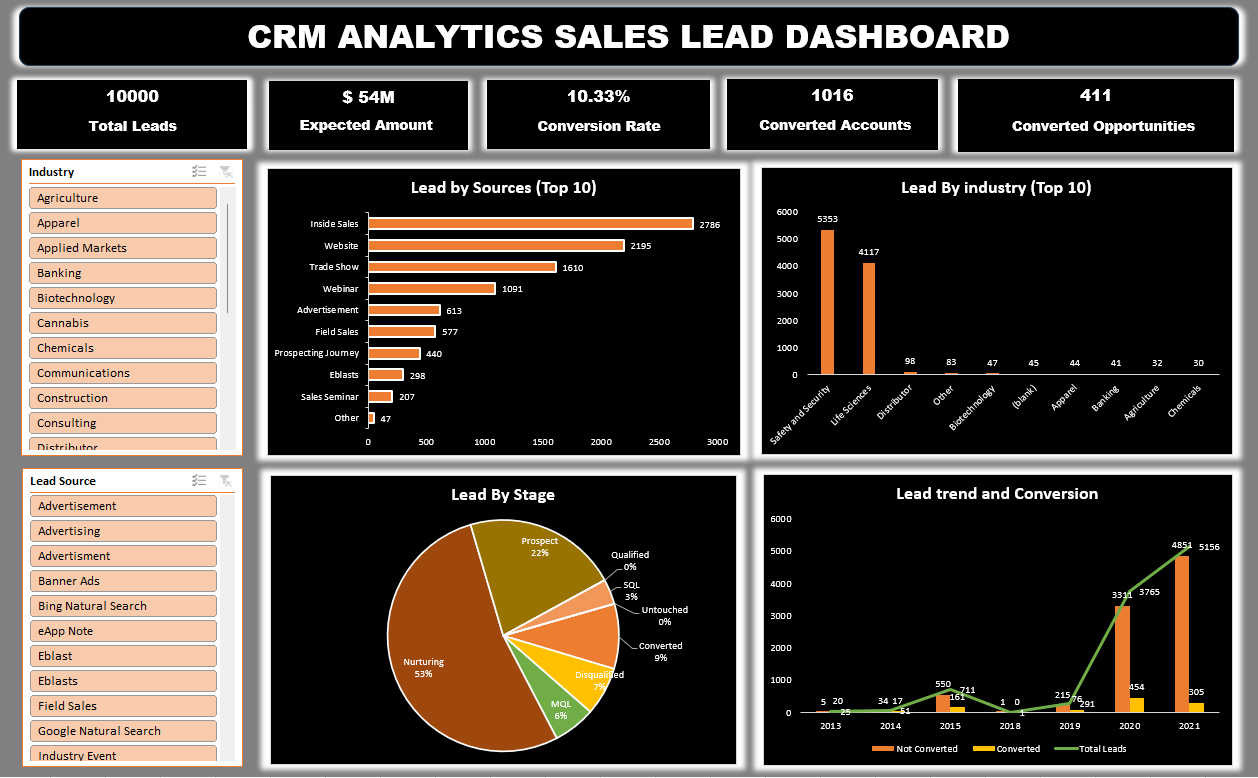 CRM ANALYTICS SALES LEAD DASHBOARD
10000
Total Leads
$ 54M
Expected Amount
10.33%
Conversion Rate
1016
Converted Accounts
411
Converted Opportunities
Industry
Agriculture
Apparel
Applied Markets
Banking
Biotechnology
Cannabis
Chemicals
Communications
Construction
Consulting
Distributor
Lead by Sources (Top 10)
Inside Sales 2786
Website 2195
Trade Show 1610
Webinar 1091
Advertisement 613
Field Sales 577
Prospecting Journey 440
Eblasts 298
Sales Seminar 207
Other 47
0 500 1000 1500 2000 2500 3000
Lead By industry (Top 10)
6000
5000
4000
3000
2000
1000
0
5353 4117 98 83 47 45 44 41 32 30
Safety and Security
Life Sciences
Distributor
Other
Biotechnology
(blank)
Apparel
Banking
Agriculture
Chemicals
Lead Source
Advertisement
Advertising
Advertisment
Banner Ads
Bing Natural Search
eApp Note
Eblast
Eblasts
Field Sales
Google Natural Search
Industry Event
Lead By Stage
Prospect
22%
Qualified
0%
SQL
3%
Untouched
0%
Converted
9%
Disqualified
7%
MQL
6%
Nurturing
53%
Lead trend and Conversion
6000
5000
4000
3000
2000
1000
0
5 20 25
34 17 51
550 161 711
1 0 1
215 76 291
3311 454 3765
4851 305 5156
2013 2014 2015 2018 2019 2020 2021
Not Converted Converted Total Leads